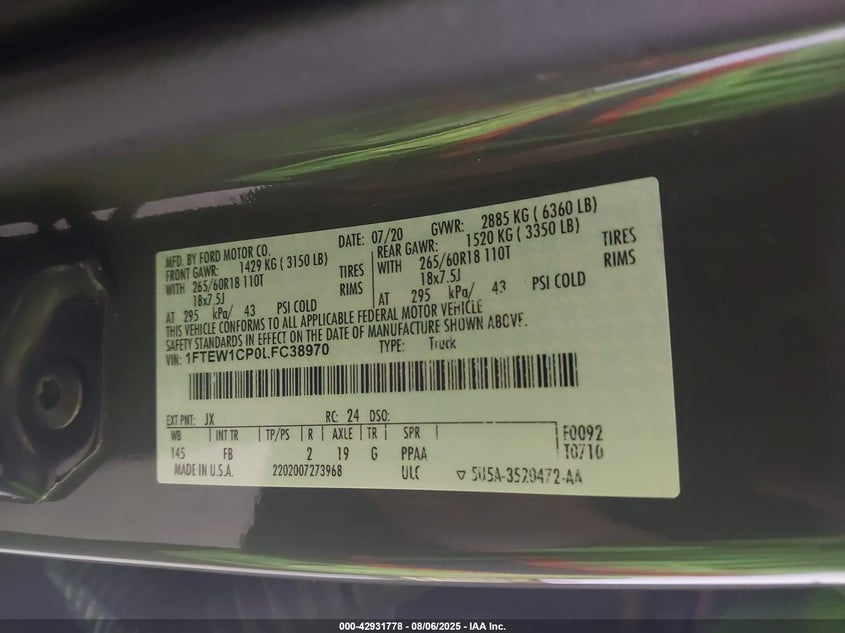 MFD. BY FORD MOTOR CO. DATE: 07/20 GVWR: 2885 KG ( 6360 LB)
FRONT GAWR: 1429 KG ( 3150 LB) REAR GAWR: 1520 KG ( 3350 LB)
WITH 265/60R18 110T TIRES WITH 265/60R18 110T TIRES
18x7.5J RIMS 18x7.5J RIMS
AT 295 kPa/ 43 PSI COLD AT 295 kPa/ 43 PSI COLD
THIS VEHICLE CONFORMS TO ALL APPLICABLE FEDERAL MOTOR VEHICLE
SAFETY STANDARDS IN EFFECT ON THE DATE OF MANUFACTURE SHOWN ABOVE.
VIN: 1FTEW1CP0LFC38970 TYPE: Truck
EXT PNT: JX RC: 24 DSO:
WB INT TR TP/PS R AXLE TR SPR F0092
145 FB 2 19 G PPAA T0710
MADE IN U.S.A. 2202007273968 ULC 5U5A-3520472-AA
000-42931778 - 08/06/2025 - IAA Inc.